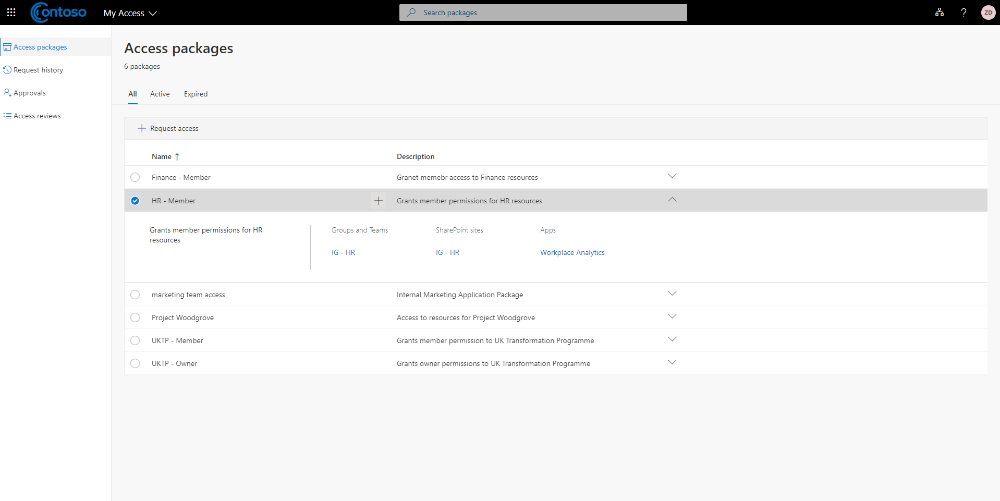 Contoso
My Access
Search packages
?
ZD
Access packages
Request history
Approvals
Access reviews
Access packages
6 packages
All Active Expired
Request access
Name ↑ Description
Finance - Member Granet memebr access to Finance resources
HR - Member Grants member permissions for HR resources
Grants member permissions for HR
resources
Groups and Teams SharePoint sites Apps
IG - HR IG - HR Workplace Analytics
marketing team access Internal Marketing Application Package
Project Woodgrove Access to resources for Project Woodgrove
UKTP - Member Grants member permission to UK Transformation Programme
UKTP - Owner Grants owner permissions to UK Transformation Programme